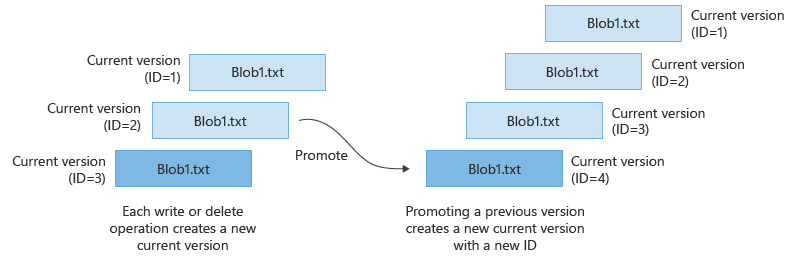 Current version
(ID=1)
Blob1.txt
Current version
(ID=2)
Blob1.txt
Current version
(ID=3)
Blob1.txt
Each write or delete
operation creates a new
current version
Promote
Blob1.txt
Current version
(ID=1)
Blob1.txt
Current version
(ID=2)
Blob1.txt
Current version
(ID=3)
Blob1.txt
Current version
(ID=4)
Promoting a previous version
creates a new current version
with a new ID